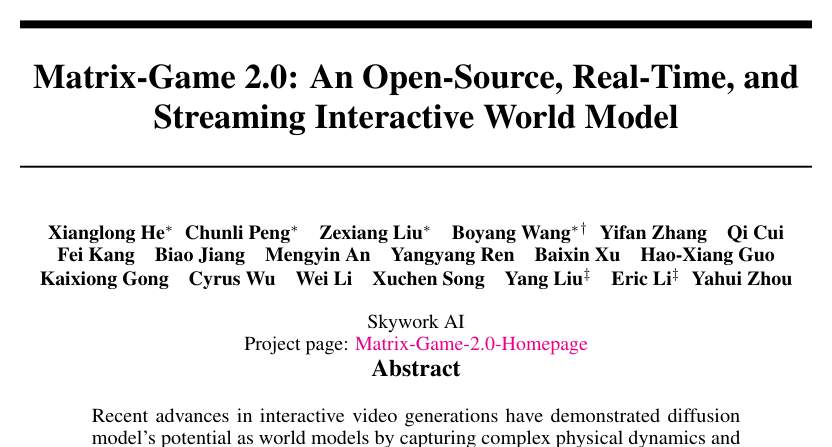 Matrix-Game 2.0: An Open-Source, Real-Time, and
Streaming Interactive World Model
Xianglong He* Chunli Peng* Zexiang Liu* Boyang Wang*† Yifan Zhang Qi Cui
Fei Kang Biao Jiang Mengyin An Yangyang Ren Baixin Xu Hao-Xiang Guo
Kaixiong Gong Cyrus Wu Wei Li Xuchen Song Yang Liu‡ Eric Li‡ Yahui Zhou
Skywork AI
Project page: Matrix-Game-2.0-Homepage
Abstract
Recent advances in interactive video generations have demonstrated diffusion
model's potential as world models by capturing complex physical dynamics and